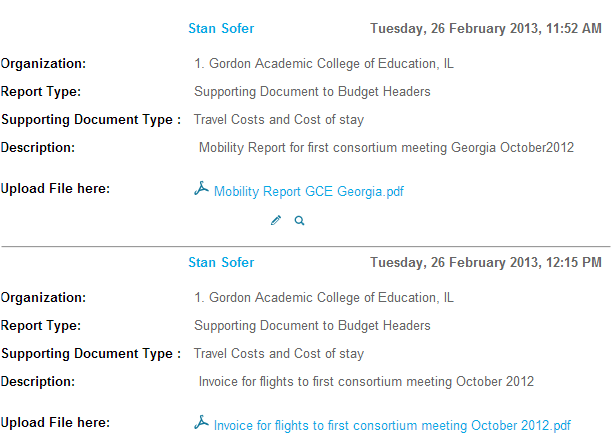 Stan Sofer Tuesday, 26 February 2013, 11:52 AM
Organization: 1. Gordon Academic College of Education, IL
Report Type: Supporting Document to Budget Headers
Supporting Document Type : Travel Costs and Cost of stay
Description: Mobility Report for first consortium meeting Georgia October2012
Upload File here: Mobility Report GCE Georgia.pdf
Stan Sofer Tuesday, 26 February 2013, 12:15 PM
Organization: 1. Gordon Academic College of Education, IL
Report Type: Supporting Document to Budget Headers
Supporting Document Type : Travel Costs and Cost of stay
Description: Invoice for flights to first consortium meeting October 2012
Upload File here: Invoice for flights to first consortium meeting October 2012.pdf